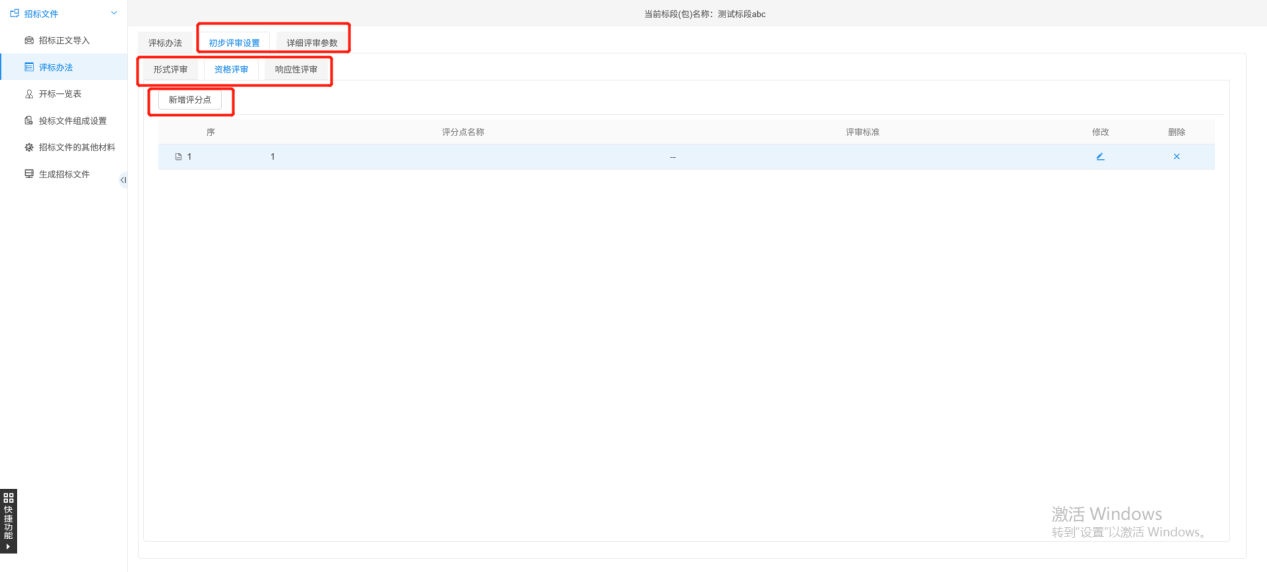 招标文件
当前标段(包)名称：测试标段abc
招标正文导入
评标办法
开标一览表
投标文件组成设置
招标文件的其他材料
生成招标文件
评标办法 初步评审设置 详细评审参数
形式评审 资格评审 响应性评审
新增评分点
序 评分点名称 评审标准 修改 删除
1 1 --
快捷功能
激活 Windows
转到"设置"以激活 Windows。